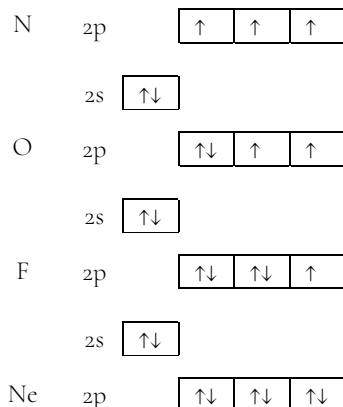 N 2p ↑ ↑ ↑
2s ↑↓
O 2p ↑↓ ↑ ↑
2s ↑↓
F 2p ↑↓ ↑↓ ↑
2s ↑↓
Ne 2p ↑↓ ↑↓ ↑↓